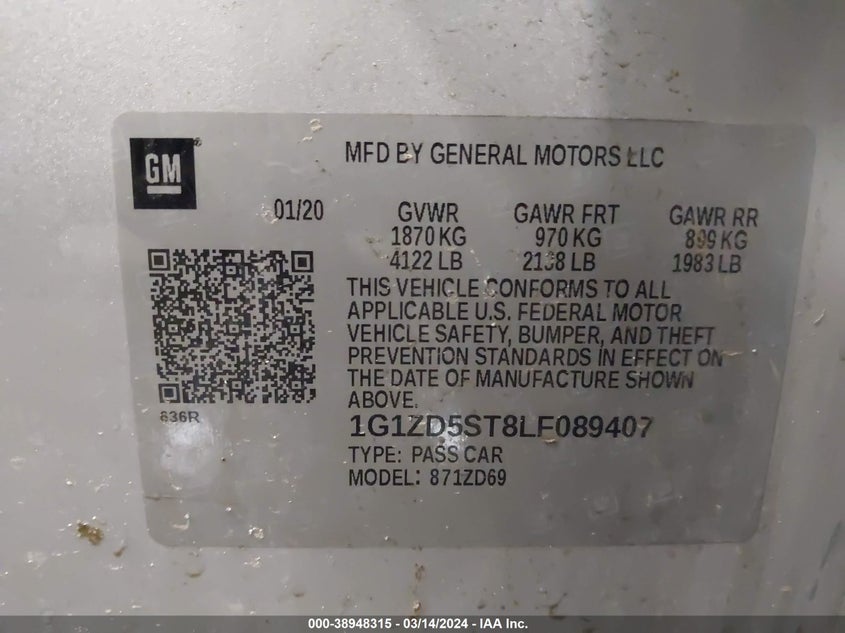 GM
MFD BY GENERAL MOTORS LLC
01/20 GVWR GAWR FRT GAWR RR
1870 KG 970 KG 899 KG
4122 LB 2138 LB 1983 LB
THIS VEHICLE CONFORMS TO ALL
APPLICABLE U.S. FEDERAL MOTOR
VEHICLE SAFETY, BUMPER, AND THEFT
PREVENTION STANDARDS IN EFFECT ON
THE DATE OF MANUFACTURE SHOWN
ABOVE.
836R
1G1ZD5ST8LF089407
TYPE: PASS CAR
MODEL: 871ZD69
000-38948315 - 03/14/2024 - IAA Inc.